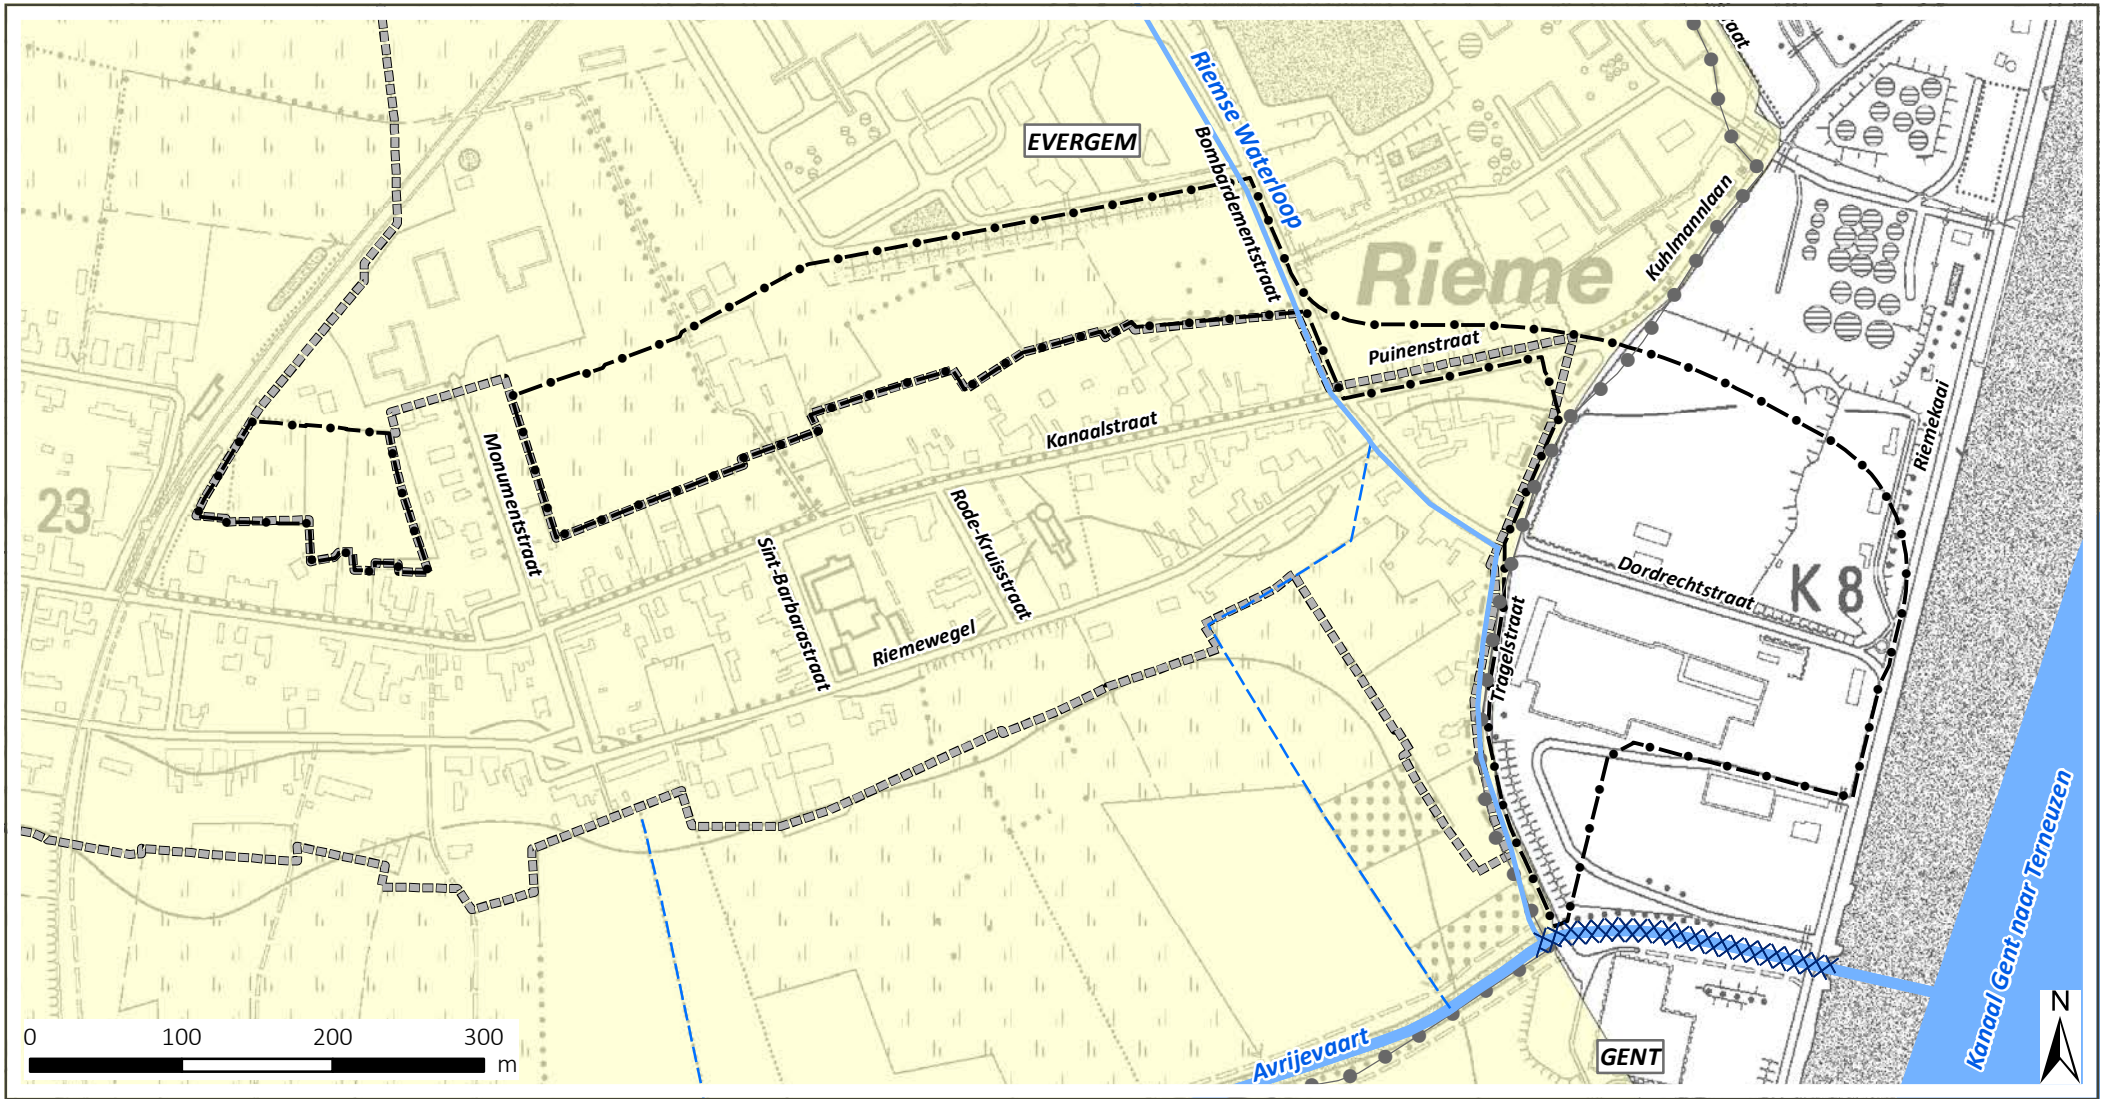 raat
EVERGEM
Riemse Waterloop
Bombardementstraat
Kuhlmannlaan
Rieme
Puinenstraat
Kanaalstraat
Riemekaai
Monumentstraat
23
Rode-Kruisstraat
Sint-Barbarastraat
Dordrechtstraat
K 8
Tragelstraat
Riemewegel
Kanaal Gent naar Terneuzen
N
0 100 200 300
m
Avrijevaart
GENT